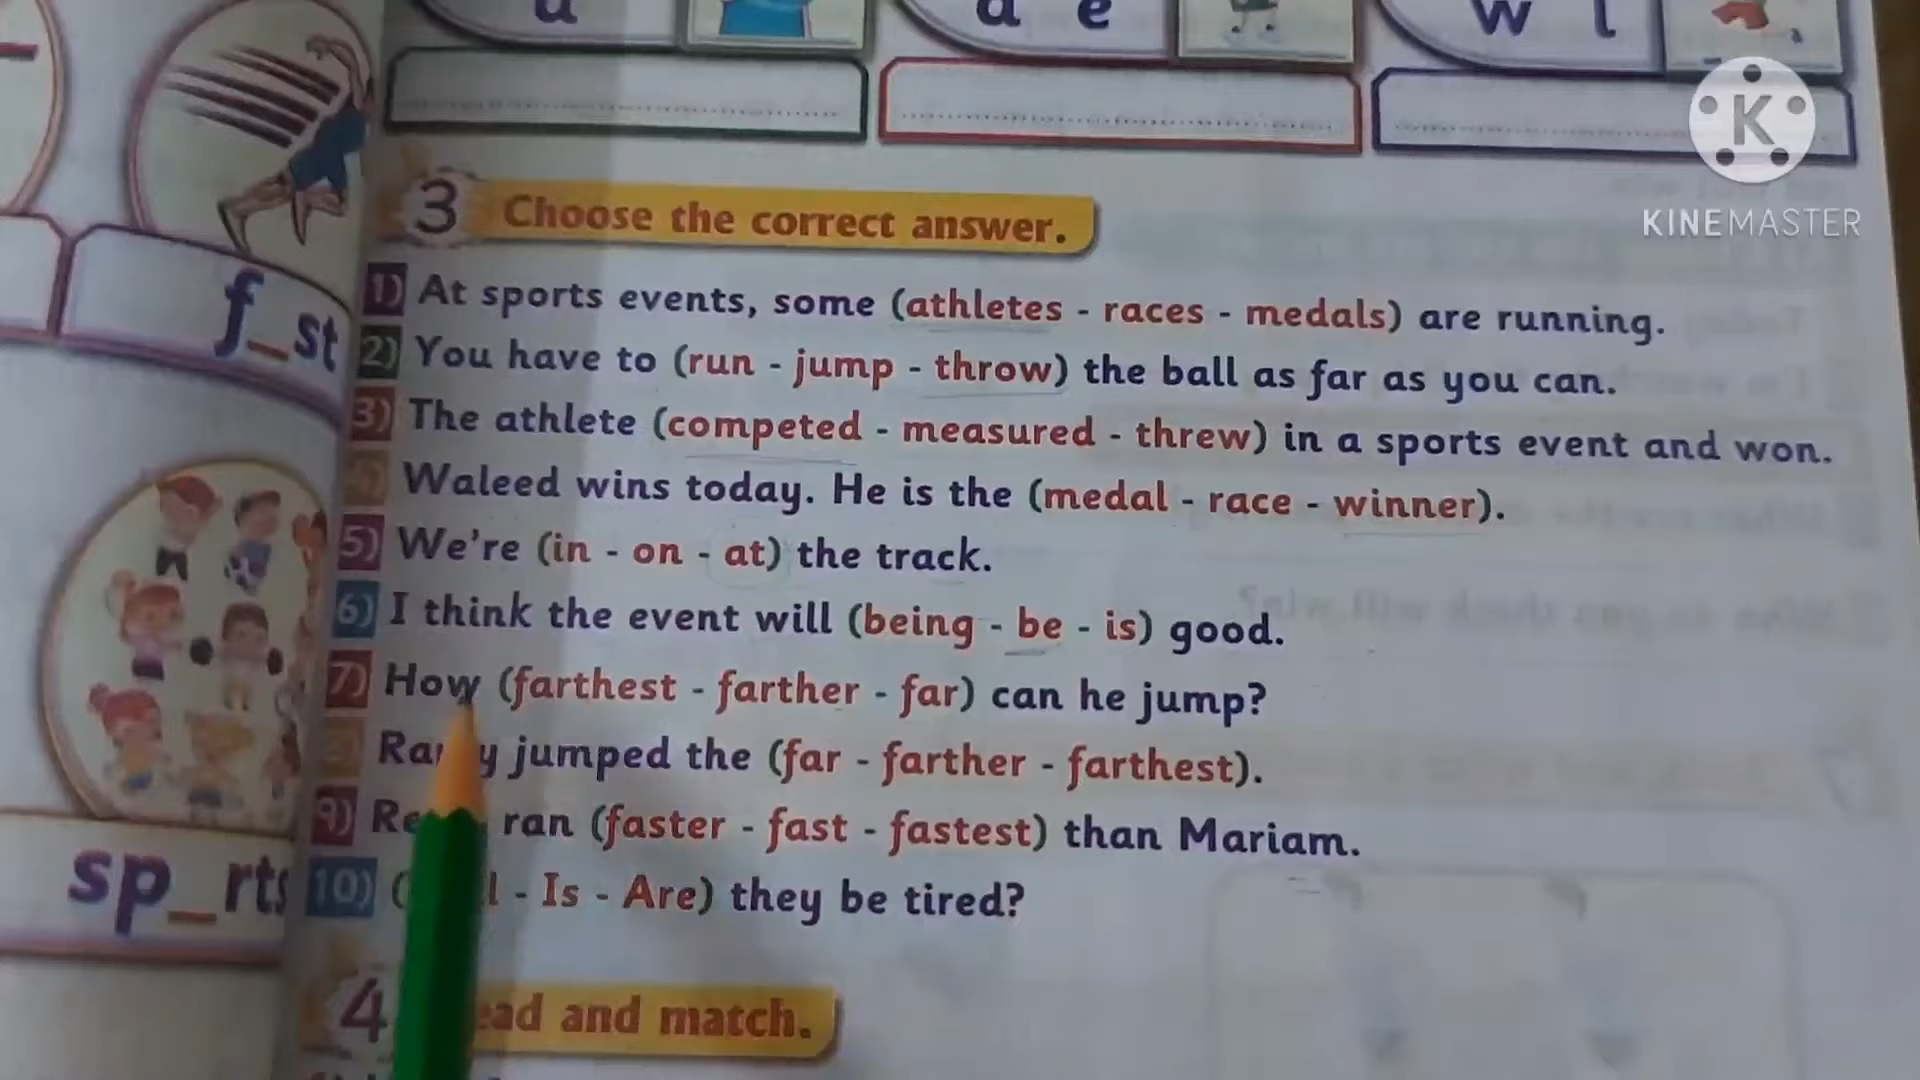 u
a e
w l
K
KINEMASTER
3 Choose the correct answer.
f_st
1) At sports events, some (athletes - races - medals) are running.
2) You have to (run - jump - throw) the ball as far as you can.
3) The athlete (competed - measured - threw) in a sports event and won.
4) Waleed wins today. He is the (medal - race - winner).
5) We're (in - on - at) the track.
6) I think the event will (being - be - is) good.
7) How (farthest - farther - far) can he jump?
jumped the (far - farther - farthest).
9) ran (faster - fast - fastest) than Mariam.
sp_rts
10) ( - Is - Are) they be tired?
4 and match.